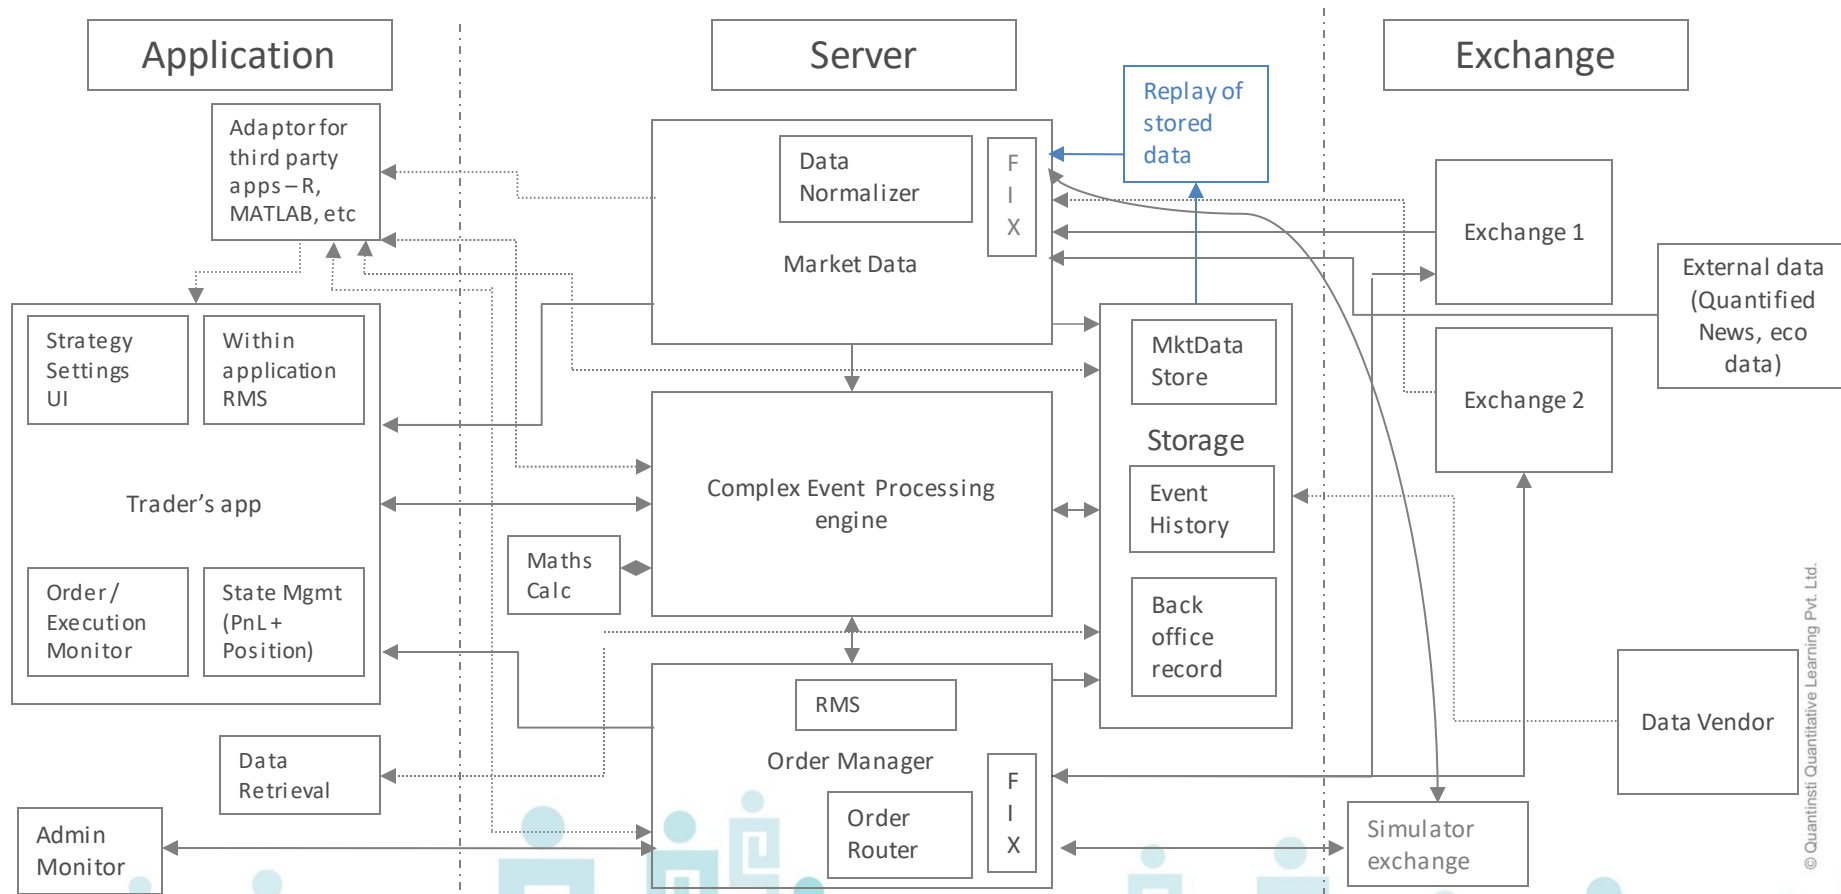 Application
Server
Exchange
Adaptor for
third party
apps – R,
MATLAB, etc
Strategy
Settings
UI
Within
application
RMS
Trader's app
Order /
Execution
Monitor
State Mgmt
(PnL +
Position)
Data
Retrieval
Admin
Monitor
Data
Normalizer
F
I
X
Market Data
Complex Event Processing
engine
Maths
Calc
RMS
Order Manager
Order
Router
F
I
X
Replay of
stored
data
MktData
Store
Storage
Event
History
Back
office
record
Exchange 1
Exchange 2
External data
(Quantified
News, eco
data)
Data Vendor
Simulator
exchange
© Quantinsti Quantitative Learning Pvt. Ltd.